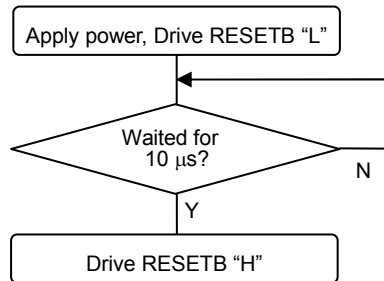 Apply power, Drive RESETB “L”
Waited for
10 μs?
N
Y
Drive RESETB “H”